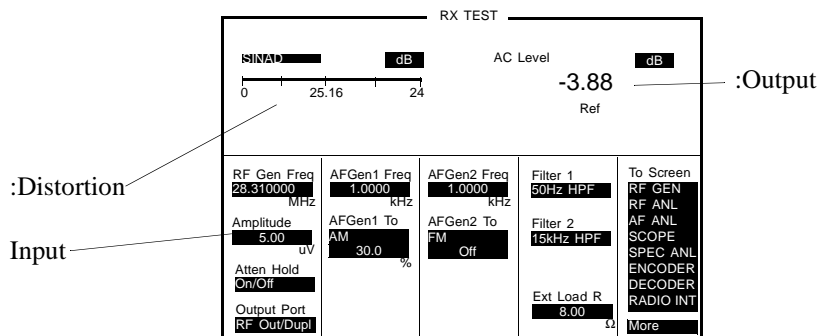 RX TEST
SINAD
dB
AC Level
dB
0 25.16 24
-3.88
Ref
:Output
:Distortion
Input
RF Gen Freq
28.310000
MHz
Amplitude
5.00
uV
Atten Hold
On/Off
Output Port
RF Out/Dupl
AFGen1 Freq
1.0000
kHz
AFGen1 To
AM
30.0
%
AFGen2 Freq
1.0000
kHz
AFGen2 To
FM
Off
Filter 1
50Hz HPF
Filter 2
15kHz HPF
Ext Load R
8.00
Ω
To Screen
RF GEN
RF ANL
AF ANL
SCOPE
SPEC ANL
ENCODER
DECODER
RADIO INT
More